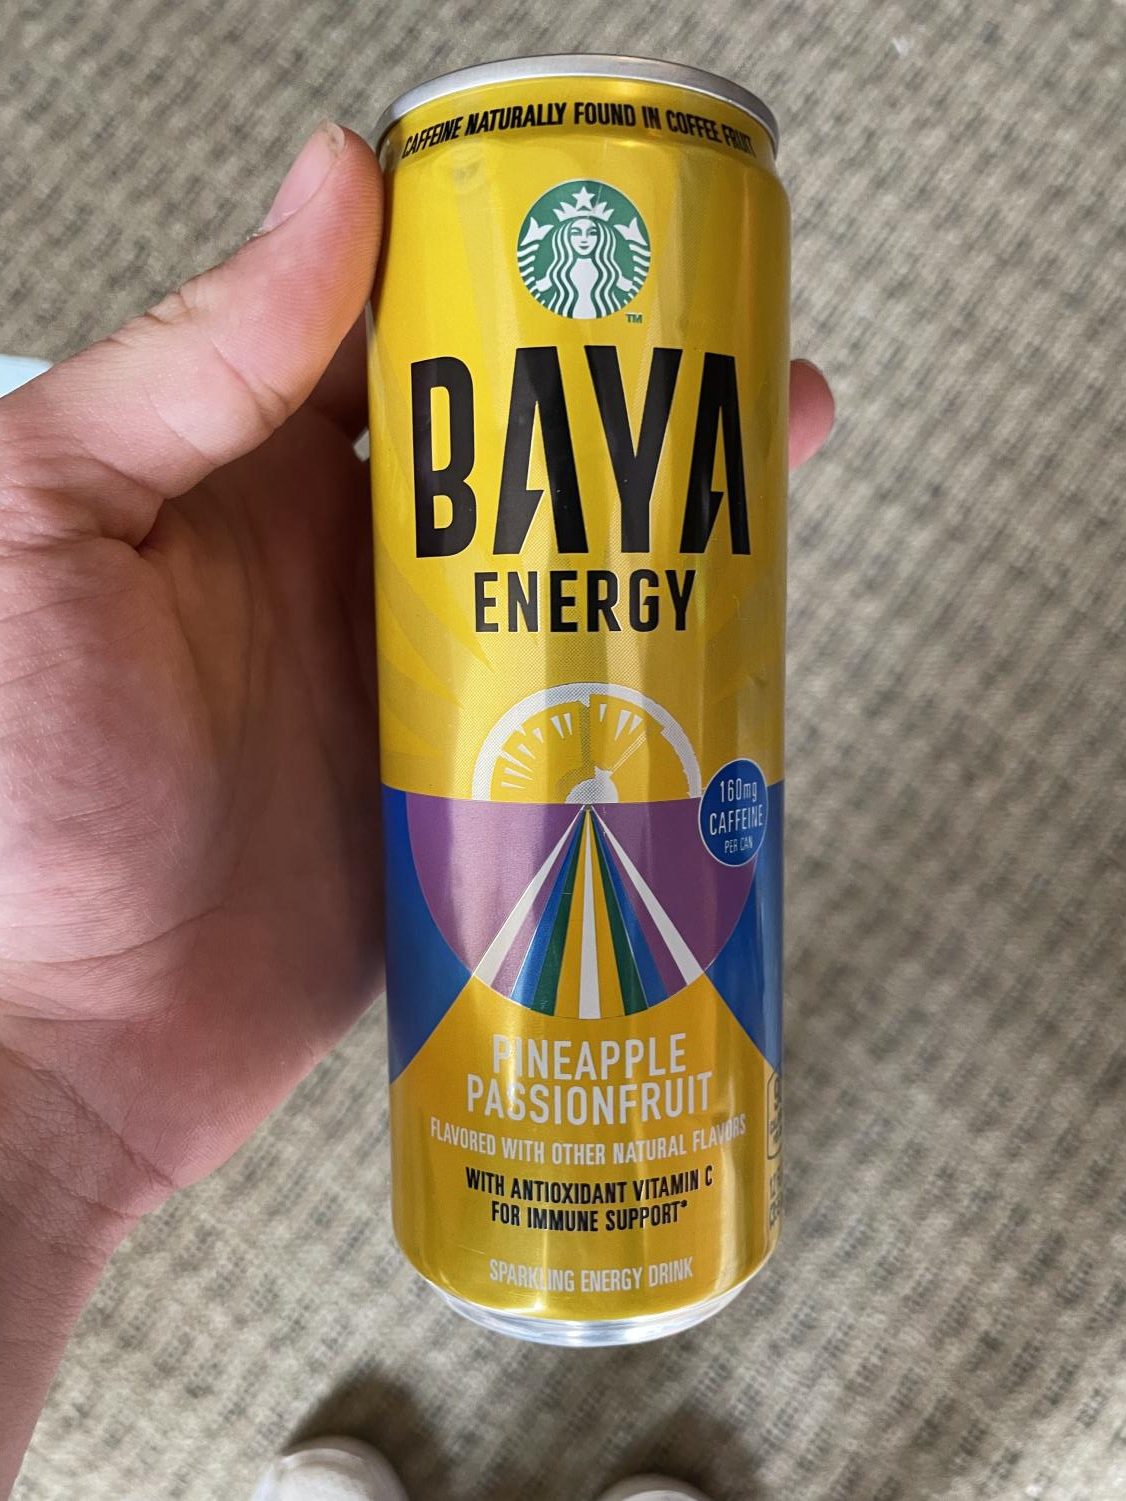 CAFFEINE NATURALLY FOUND IN COFFEE FRUIT
TM
BAYA
ENERGY
160mg
CAFFEINE
PER CAN
PINEAPPLE
PASSIONFRUIT
FLAVORED WITH OTHER NATURAL FLAVORS
WITH ANTIOXIDANT VITAMIN C
FOR IMMUNE SUPPORT*
SPARKLING ENERGY DRINK